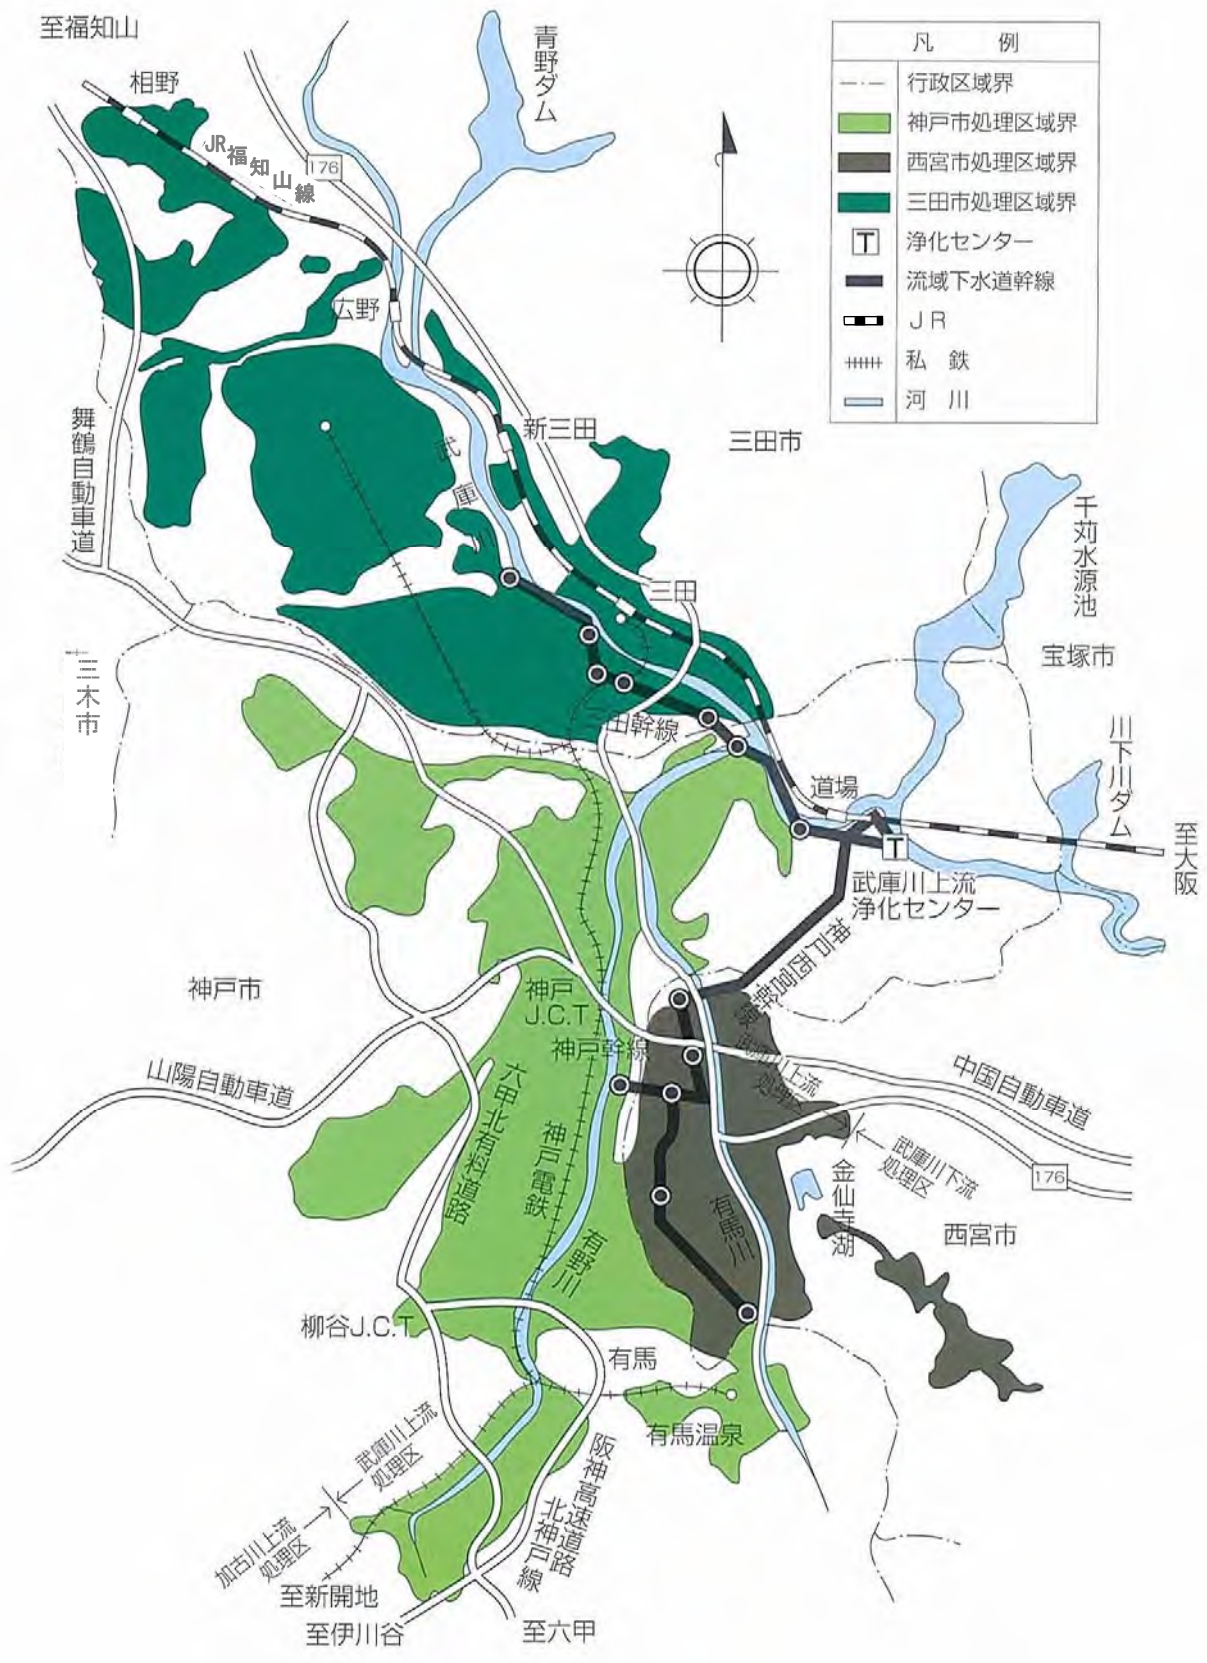 至福知山
相野
青野ダム
凡例
行政区域界
神戸市処理区域界
西宮市処理区域界
三田市処理区域界
T 浄化センター
流域下水道幹線
JR
私鉄
河川
JR福知山線
176
広野
舞鶴自動車道
新三田
三田市
武庫川
千苅水源池
三田
三木市
宝塚市
三田幹線
川下川ダム
道場
至大阪
T
武庫川上流
浄化センター
神戸西宮幹線
神戸市
神戸
J.C.T
神戸幹線
武庫川上流
処理区
中国自動車道
山陽自動車道
六甲北有料道路
神戸電鉄
武庫川下流
処理区
176
金仙寺湖
有馬川
西宮市
有野川
柳谷J.C.T
有馬
有馬温泉
武庫川上流
処理区
阪神高速道路
北神戸線
加古川上流
処理区
至新開地
至伊川谷
至六甲